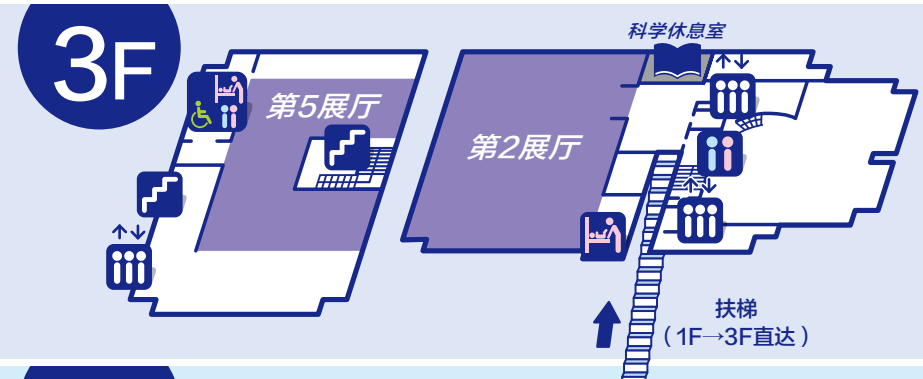 3F
科学休息室
第5展厅
第2展厅
扶梯
（1F→3F直达）